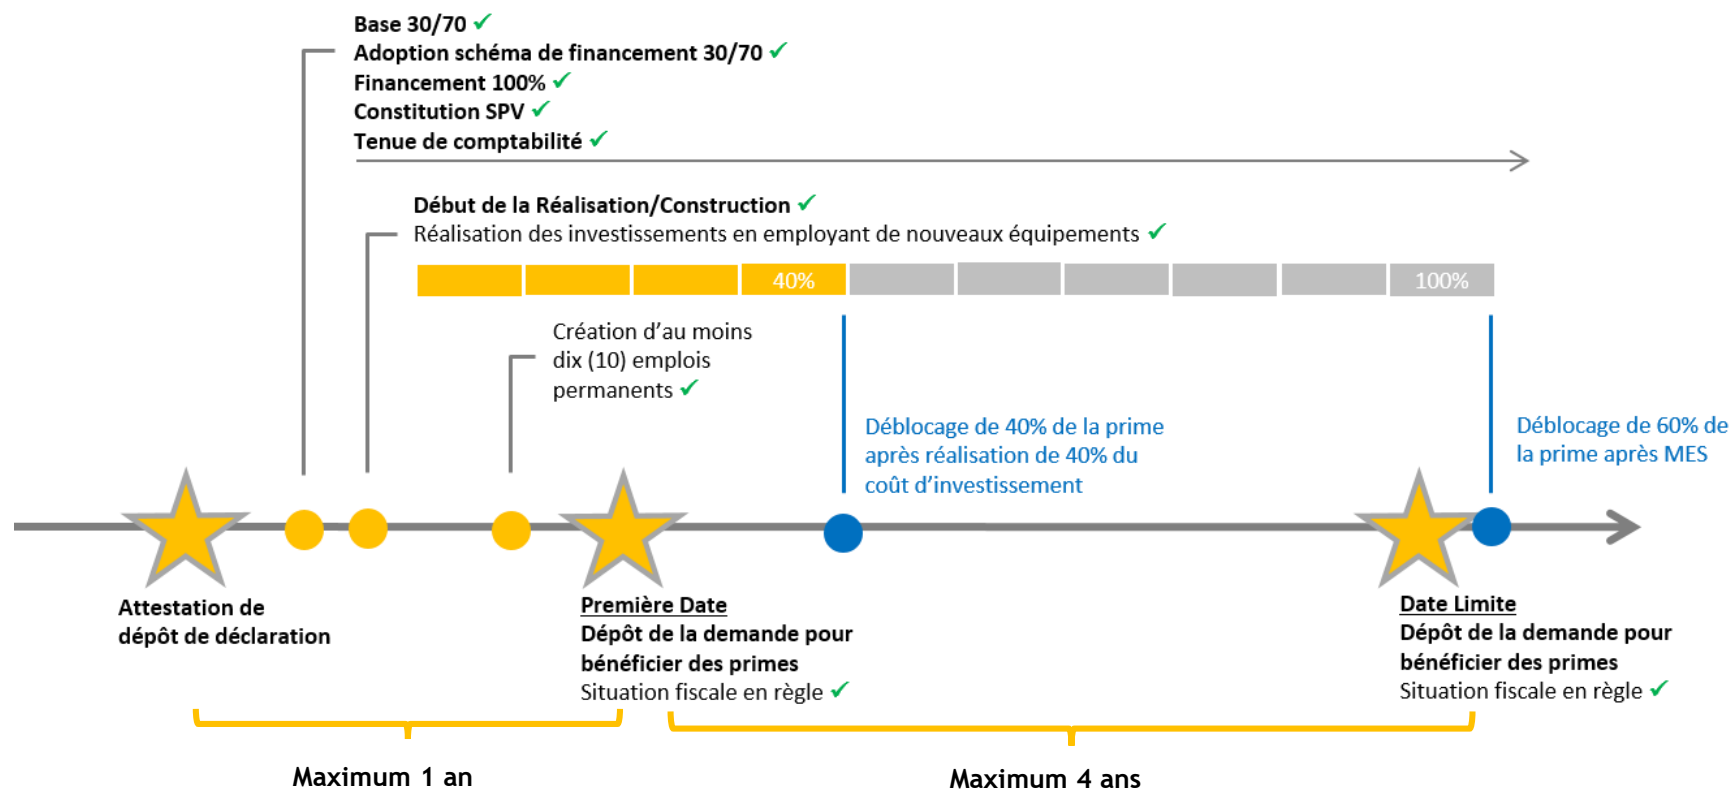 Base 30/70 ✓
Adoption schéma de financement 30/70 ✓
Financement 100% ✓
Constitution SPV ✓
Tenue de comptabilité ✓
Début de la Réalisation/Construction ✓
Réalisation des investissements en employant de nouveaux équipements ✓
40%
100%
Création d’au moins
dix (10) emplois
permanents ✓
Déblocage de 40% de la prime
après réalisation de 40% du
coût d’investissement
Déblocage de 60% de
la prime après MES
Attestation de
dépôt de déclaration
Première Date
Dépôt de la demande pour
bénéficier des primes
Situation fiscale en règle ✓
Date Limite
Dépôt de la demande pour
bénéficier des primes
Situation fiscale en règle ✓
Maximum 1 an
Maximum 4 ans